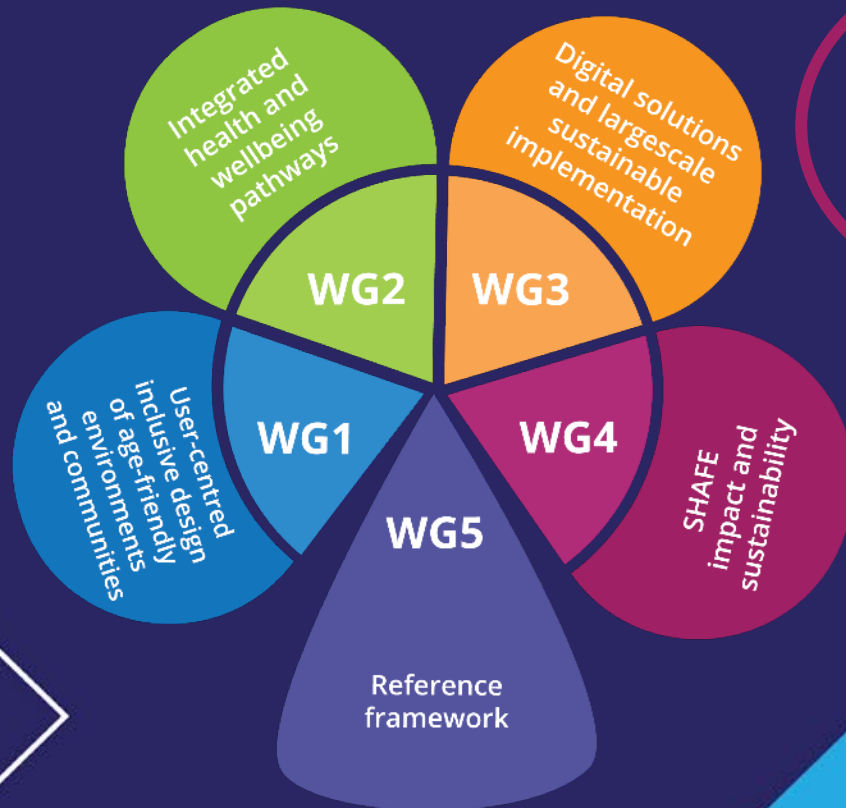 Integrated
health and
wellbeing
pathways
WG2
Digital solutions
and largescale
sustainable
implementation
WG3
User-centred
inclusive design
of age-friendly
environments
and communities
WG1
SHAFE
impact and
sustainability
WG4
WG5
Reference
framework